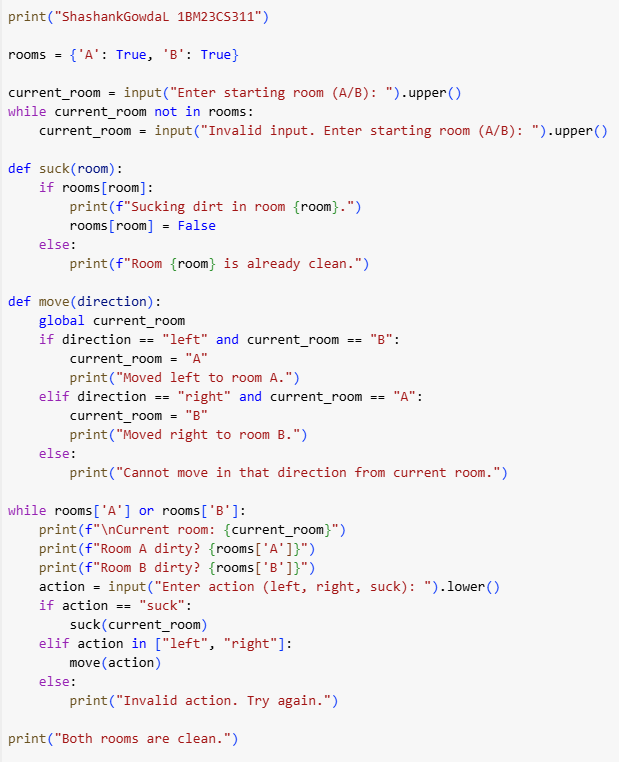 print("ShashankGowdaL 1BM23CS311")

rooms = {'A': True, 'B': True}

current_room = input("Enter starting room (A/B): ").upper()
while current_room not in rooms:
    current_room = input("Invalid input. Enter starting room (A/B): ").upper()

def suck(room):
    if rooms[room]:
        print(f"Sucking dirt in room {room}.")
        rooms[room] = False
    else:
        print(f"Room {room} is already clean.")

def move(direction):
    global current_room
    if direction == "left" and current_room == "B":
        current_room = "A"
        print("Moved left to room A.")
    elif direction == "right" and current_room == "A":
        current_room = "B"
        print("Moved right to room B.")
    else:
        print("Cannot move in that direction from current room.")

while rooms['A'] or rooms['B']:
    print(f"\nCurrent room: {current_room}")
    print(f"Room A dirty? {rooms['A']}")
    print(f"Room B dirty? {rooms['B']}")
    action = input("Enter action (left, right, suck): ").lower()
    if action == "suck":
        suck(current_room)
    elif action in ["left", "right"]:
        move(action)
    else:
        print("Invalid action. Try again.")

print("Both rooms are clean.")